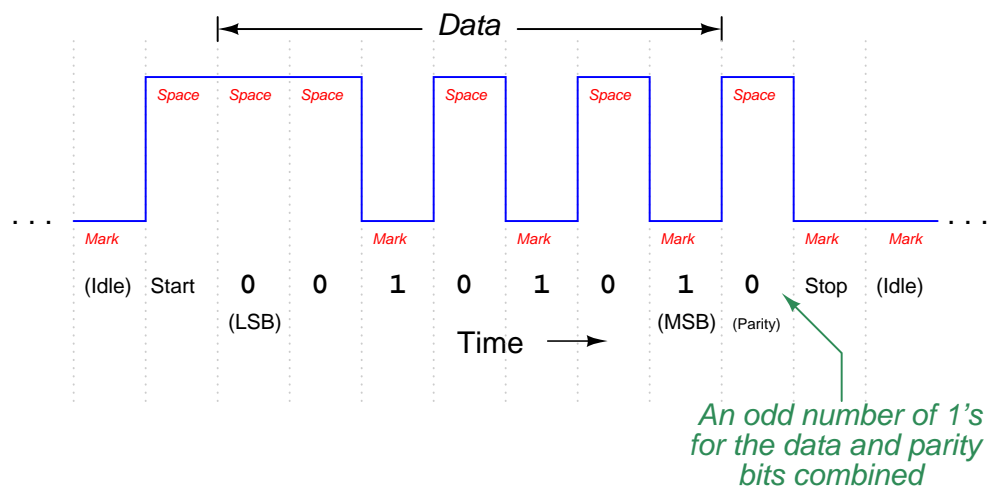 Data
Space Space Space Space Space Space
. . . . . .
Mark Mark Mark Mark Mark Mark
(Idle) Start 0 0 1 0 1 0 1 0 Stop (Idle)
(LSB) (MSB) (Parity)
Time
An odd number of 1's
for the data and parity
bits combined